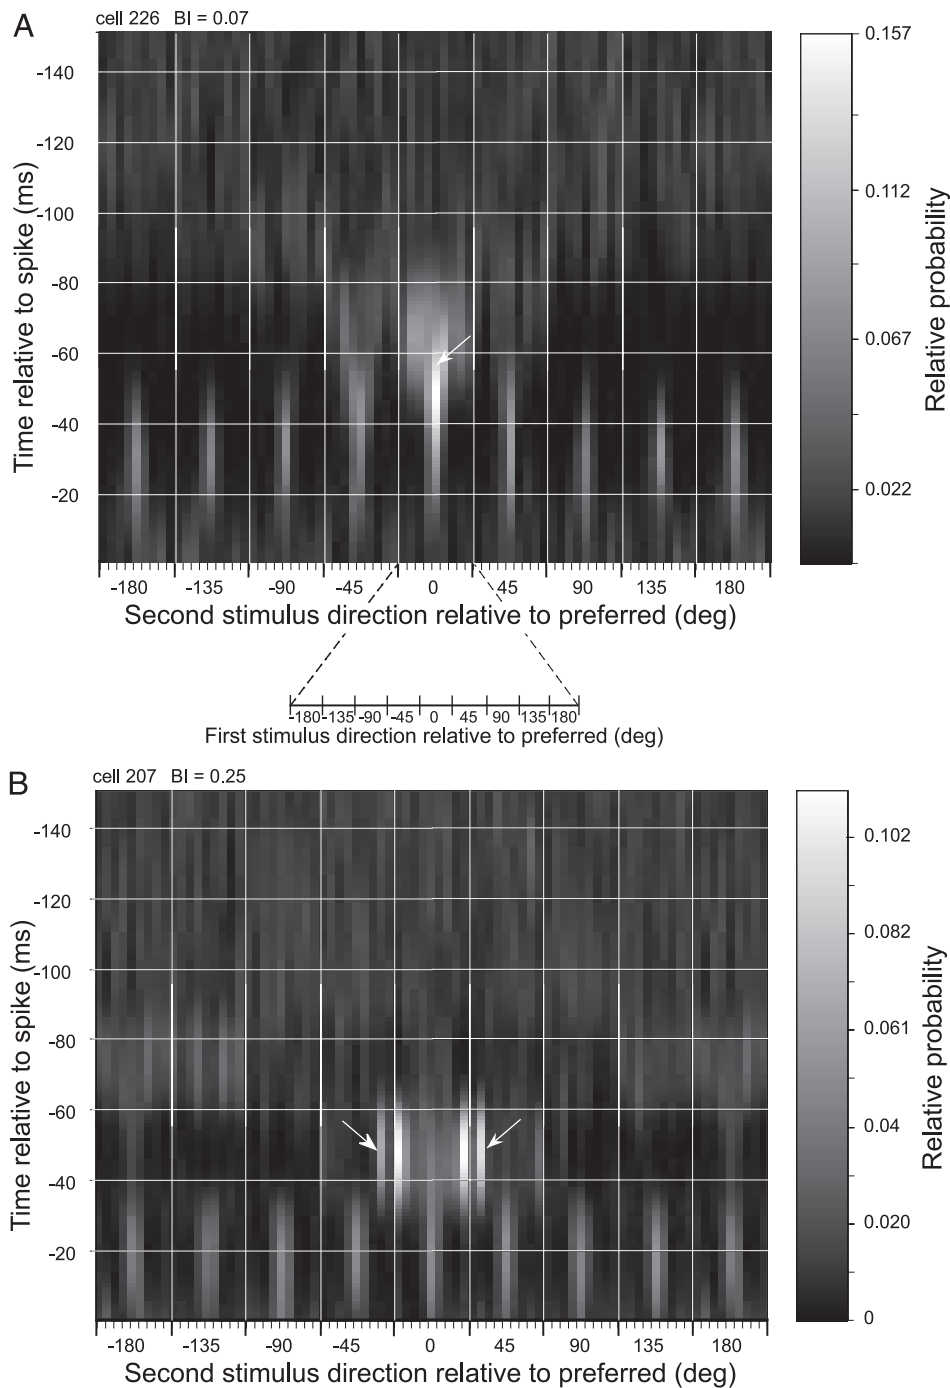 A
cell 226 BI = 0.07
-140
-120
-100
-80
-60
-40
-20
Time relative to spike (ms)
-180 -135 -90 -45 0 45 90 135 180
Second stimulus direction relative to preferred (deg)
0.157
0.112
0.067
0.022
Relative probability
-180 -135 -90 -45 0 45 90 135 180
First stimulus direction relative to preferred (deg)
B
cell 207 BI = 0.25
-140
-120
-100
-80
-60
-40
-20
Time relative to spike (ms)
-180 -135 -90 -45 0 45 90 135 180
Second stimulus direction relative to preferred (deg)
0.102
0.082
0.061
0.04
0.020
0
Relative probability